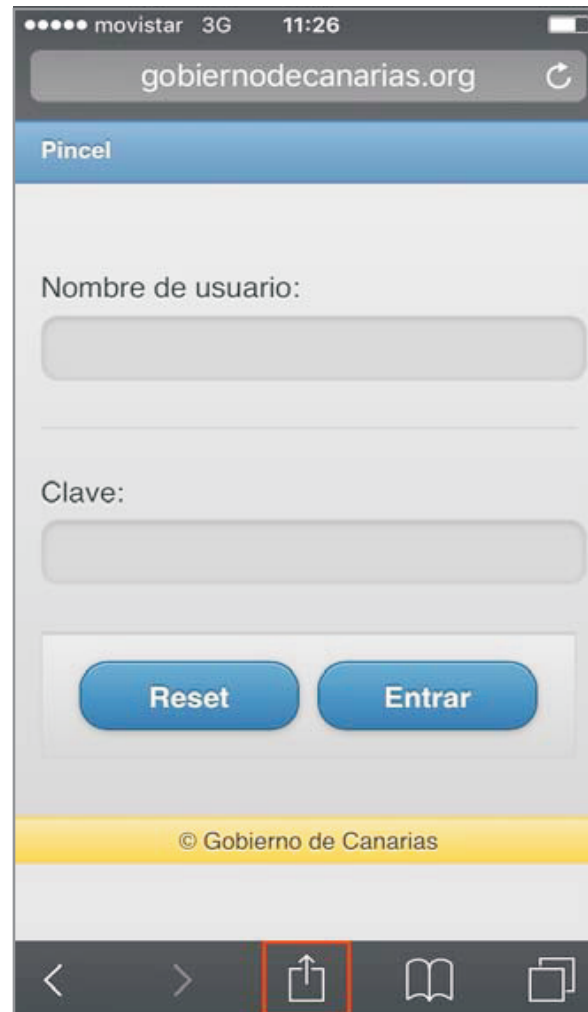 movistar 3G 11:26
gobiernodecanarias.org
Pincel
Nombre de usuario:
Clave:
Reset Entrar
© Gobierno de Canarias